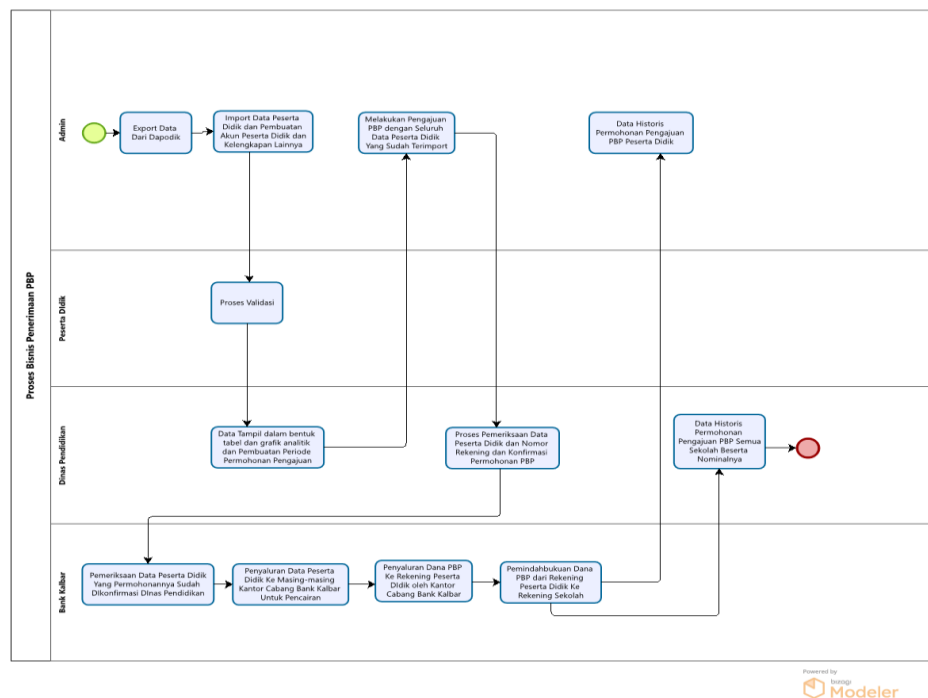 Proses Bisnis Penerimaan PBP
Admin
Export Data
Dari Dapodik
Import Data Peserta
Didik dan Pembuatan
Akun Peserta Didik dan
Kelengkapan Lainnya
Melakukan Pengajuan
PBP dengan Seluruh
Data Peserta Didik
Yang Sudah Terimport
Data Historis
Permohonan Pengajuan
PBP Peserta Didik
Peserta DIdik
Proses Validasi
Dinas Pendidikan
Data Tampil dalam bentuk
tabel dan grafik analitik
dan Pembuatan Periode
Permohonan Pengajuan
Proses Pemeriksaan Data
Peserta Didik dan Nomor
Rekening dan Konfirmasi
Permohonan PBP
Data Historis
Permohonan
Pengajuan PBP Semua
Sekolah Beserta
Nominalnya
Bank Kalbar
Pemeriksaan Data Peserta Didik
Yang Permohonannya Sudah
DIkonfirmasi DInas Pendidikan
Penyaluran Data Peserta
Didik Ke Masing-masing
Kantor Cabang Bank Kalbar
Untuk Pencairan
Penyaluran Dana PBP
Ke Rekening Peserta
Didik oleh Kantor
Cabang Bank Kalbar
Pemindahbukuan Dana
PBP dari Rekening
Peserta Didik Ke
Rekening Sekolah
Powered by
bizagi
Modeler